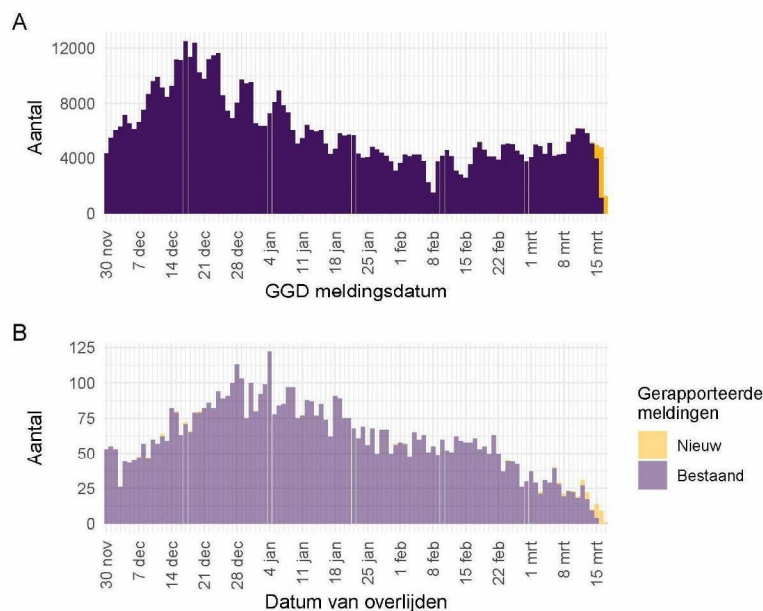 A
12000
8000
4000
0
Aantal
30 nov
7 dec
14 dec
21 dec
28 dec
4 jan
11 jan
18 jan
25 jan
1 feb
8 feb
15 feb
22 feb
1 mrt
8 mrt
15 mrt
GGD meldingsdatum
B
125
100
75
50
25
0
Aantal
30 nov
7 dec
14 dec
21 dec
28 dec
4 jan
11 jan
18 jan
25 jan
1 feb
8 feb
15 feb
22 feb
1 mrt
8 mrt
15 mrt
Datum van overlijden
Gerapporteerde
meldingen
Nieuw
Bestaand